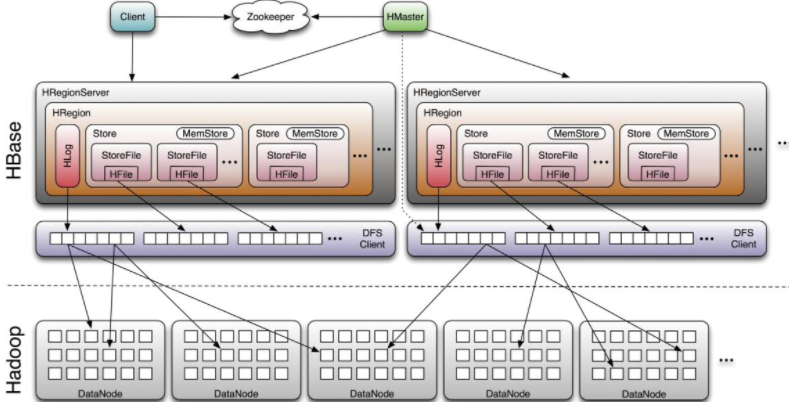 Client
Zookeeper
HMaster
HBase
HRegionServer
HRegion
HLog
Store
MemStore
StoreFile
HFile
StoreFile
HFile
...
Store
MemStore
StoreFile
HFile
...
...
HRegionServer
HRegion
HLog
Store
MemStore
StoreFile
HFile
StoreFile
HFile
...
Store
MemStore
StoreFile
HFile
...
...
...
...
DFS
Client
...
DFS
Client
Hadoop
DataNode
DataNode
DataNode
DataNode
DataNode
...